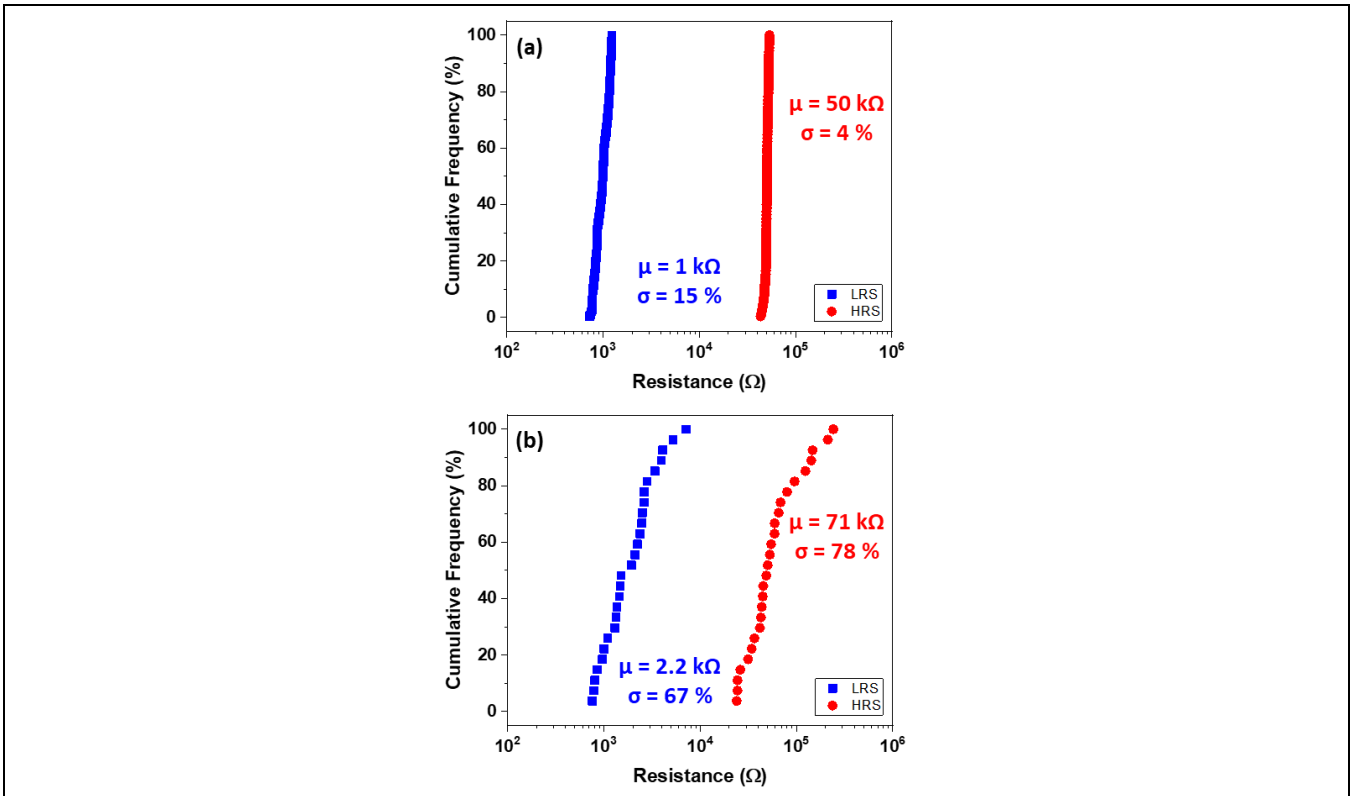 (a)
Cumulative Frequency (%)
100
80
60
40
20
0
μ = 50 kΩ
σ = 4 %
μ = 1 kΩ
σ = 15 %
LRS
HRS
10²
10³
10⁴
10⁵
10⁶
Resistance (Ω)
(b)
Cumulative Frequency (%)
100
80
60
40
20
0
μ = 71 kΩ
σ = 78 %
μ = 2.2 kΩ
σ = 67 %
LRS
HRS
10²
10³
10⁴
10⁵
10⁶
Resistance (Ω)